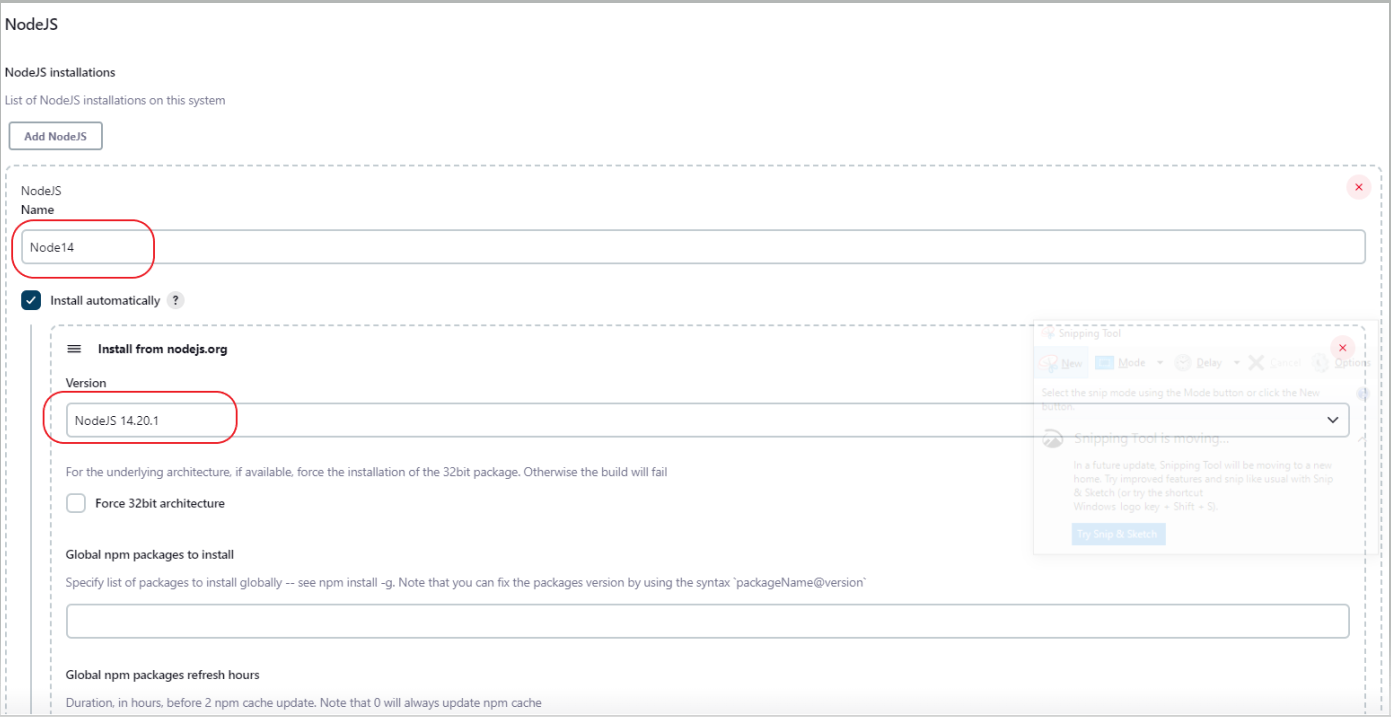 NodeJS
NodeJS installations
List of NodeJS installations on this system
Add NodeJS
NodeJS
Name
Node14
Install automatically ?
Install from nodejs.org
Version
NodeJS 14.20.1
For the underlying architecture, if available, force the installation of the 32bit package. Otherwise the build will fail
Force 32bit architecture
Global npm packages to install
Specify list of packages to install globally -- see npm install -g. Note that you can fix the packages version by using the syntax `packageName@version`
Global npm packages refresh hours
Duration, in hours, before 2 npm cache update. Note that 0 will always update npm cache
Snipping Tool
New Mode Delay Cancel Options
Select the snip mode using the Mode button or click the New
button.
Snipping Tool is moving...
In a future update, Snipping Tool will be moving to a new
home. Try improved features and snip like usual with Snip
& Sketch (or try the shortcut
Windows logo key + Shift + S).
Try Snip & Sketch